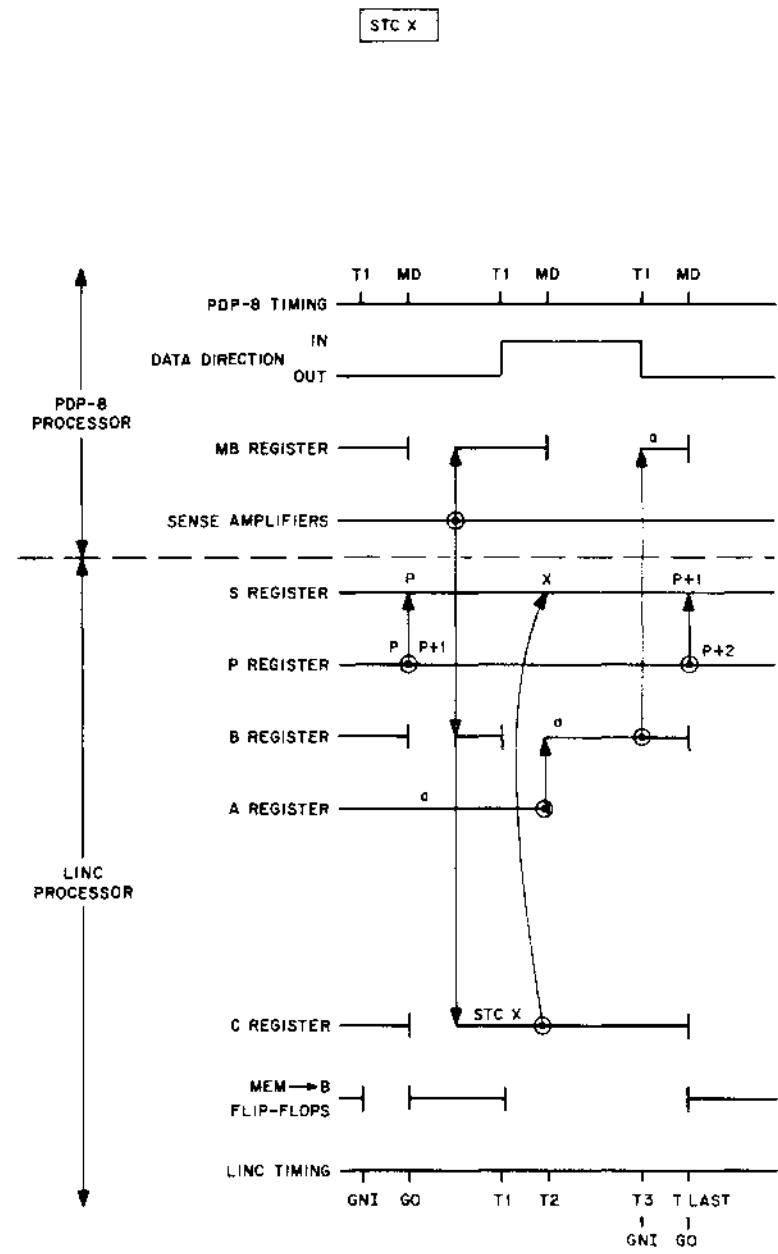 STC X
T1 MD T1 MD T1 MD
PDP-8 TIMING
IN
DATA DIRECTION
OUT
PDP-8
PROCESSOR
a
MB REGISTER
SENSE AMPLIFIERS
P X P+1
S REGISTER
P P+1 P+2
P REGISTER
a
B REGISTER
a
A REGISTER
LINC
PROCESSOR
STC X
C REGISTER
MEM→B
FLIP-FLOPS
LINC TIMING
GNI GO T1 T2 T3 T LAST
GNI GO